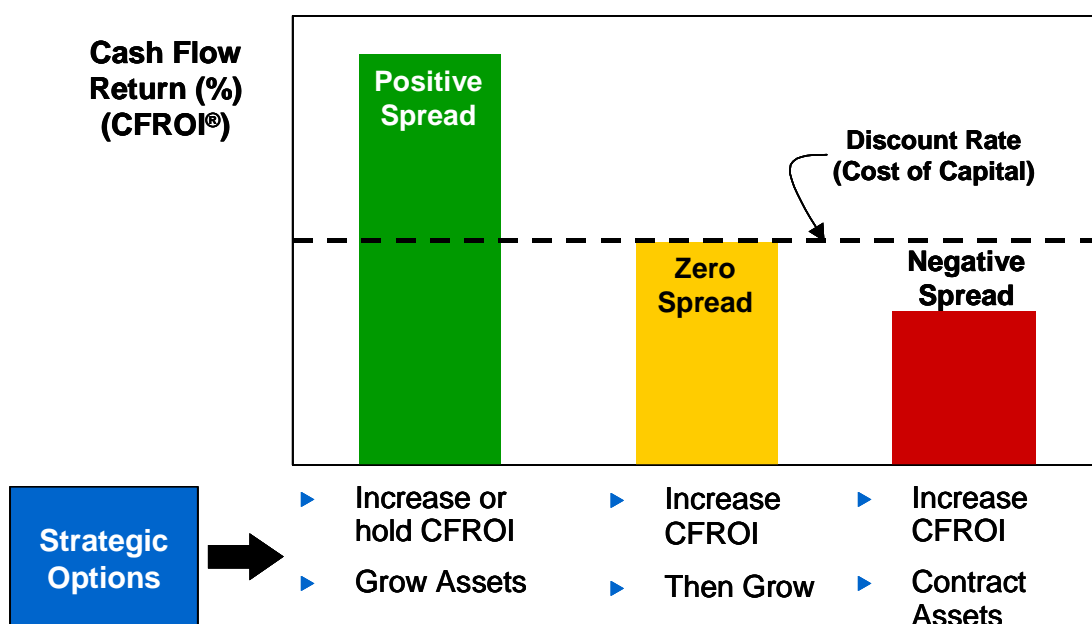 Cash Flow
Return (%)
(CFROI®)
Positive
Spread
Discount Rate
(Cost of Capital)
Zero
Spread
Negative
Spread
Strategic
Options
Increase or
hold CFROI
Grow Assets
Increase
CFROI
Then Grow
Increase
CFROI
Contract
Assets